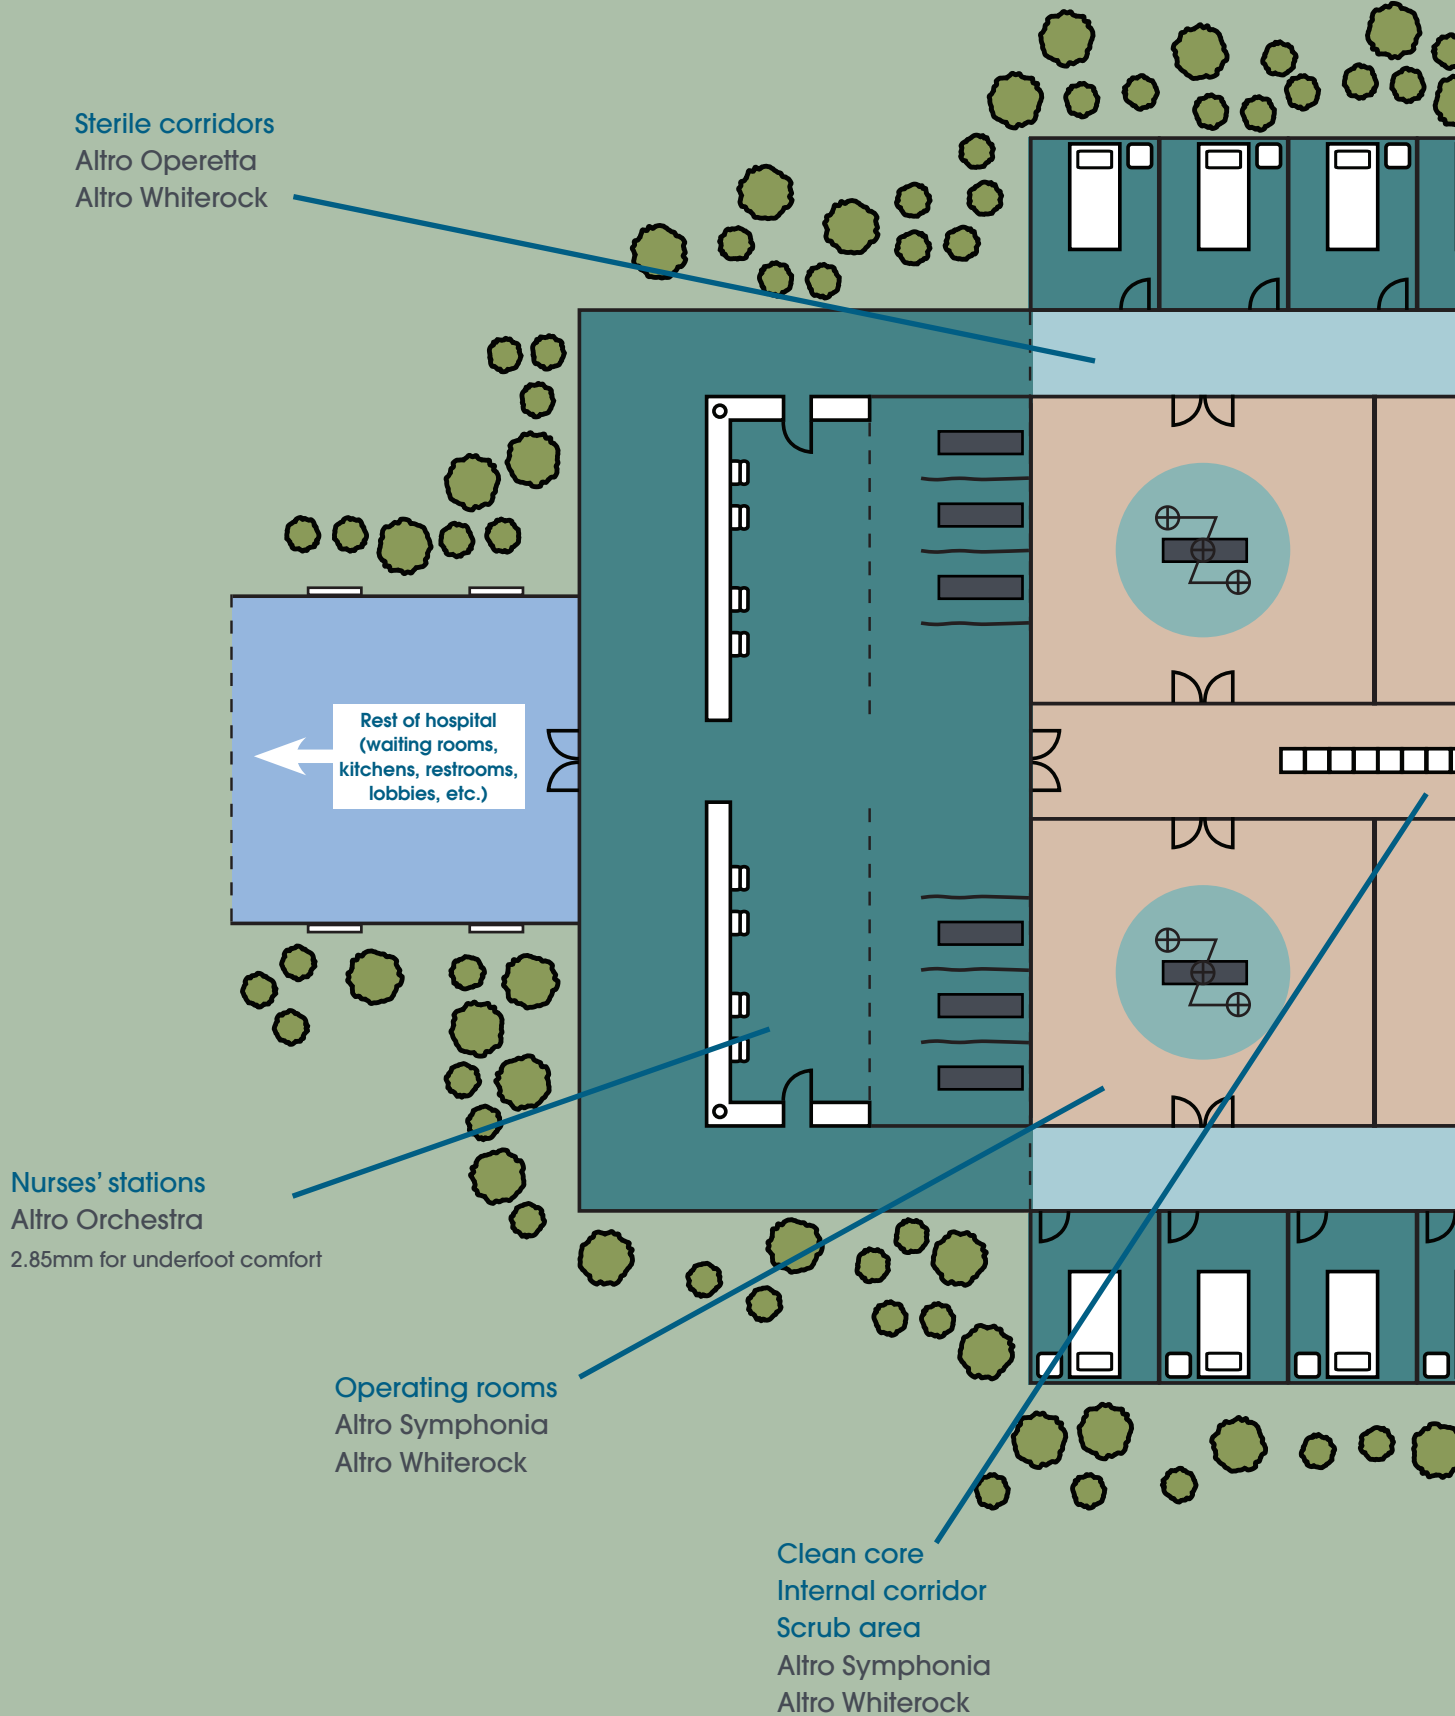 Sterile corridors
Altro Operetta
Altro Whiterock
Rest of hospital
(waiting rooms,
kitchens, restrooms,
lobbies, etc.)
Nurses’ stations
Altro Orchestra
2.85mm for underfoot comfort
Operating rooms
Altro Symphonia
Altro Whiterock
Clean core
Internal corridor
Scrub area
Altro Symphonia
Altro Whiterock